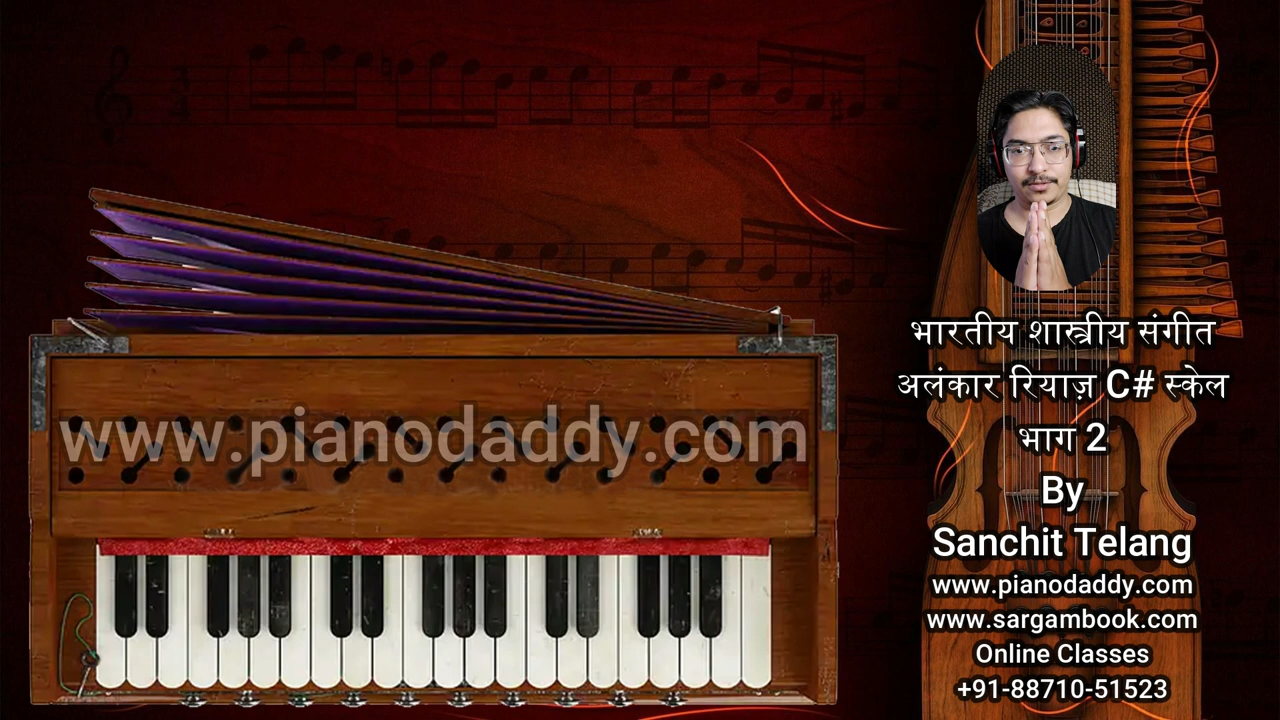 www.pianodaddy.com
भारतीय शास्त्रीय संगीत
अलंकार रियाज़ C# स्केल
भाग 2
By
Sanchit Telang
www.pianodaddy.com
www.sargambook.com
Online Classes
+91-88710-51523